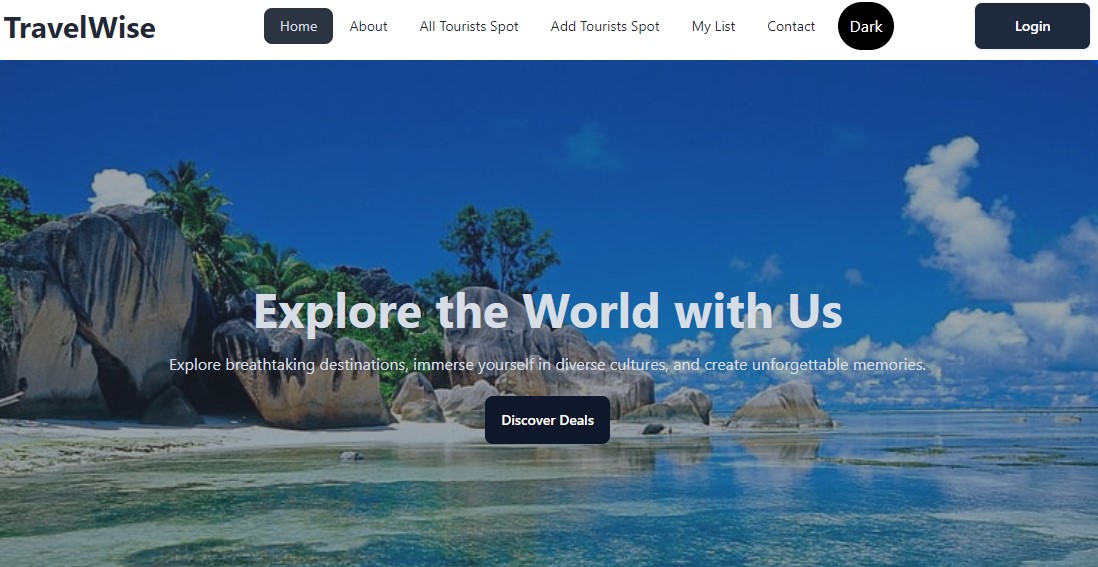 TravelWise
Home About All Tourists Spot Add Tourists Spot My List Contact Dark Login
Explore the World with Us
Explore breathtaking destinations, immerse yourself in diverse cultures, and create unforgettable memories.
Discover Deals